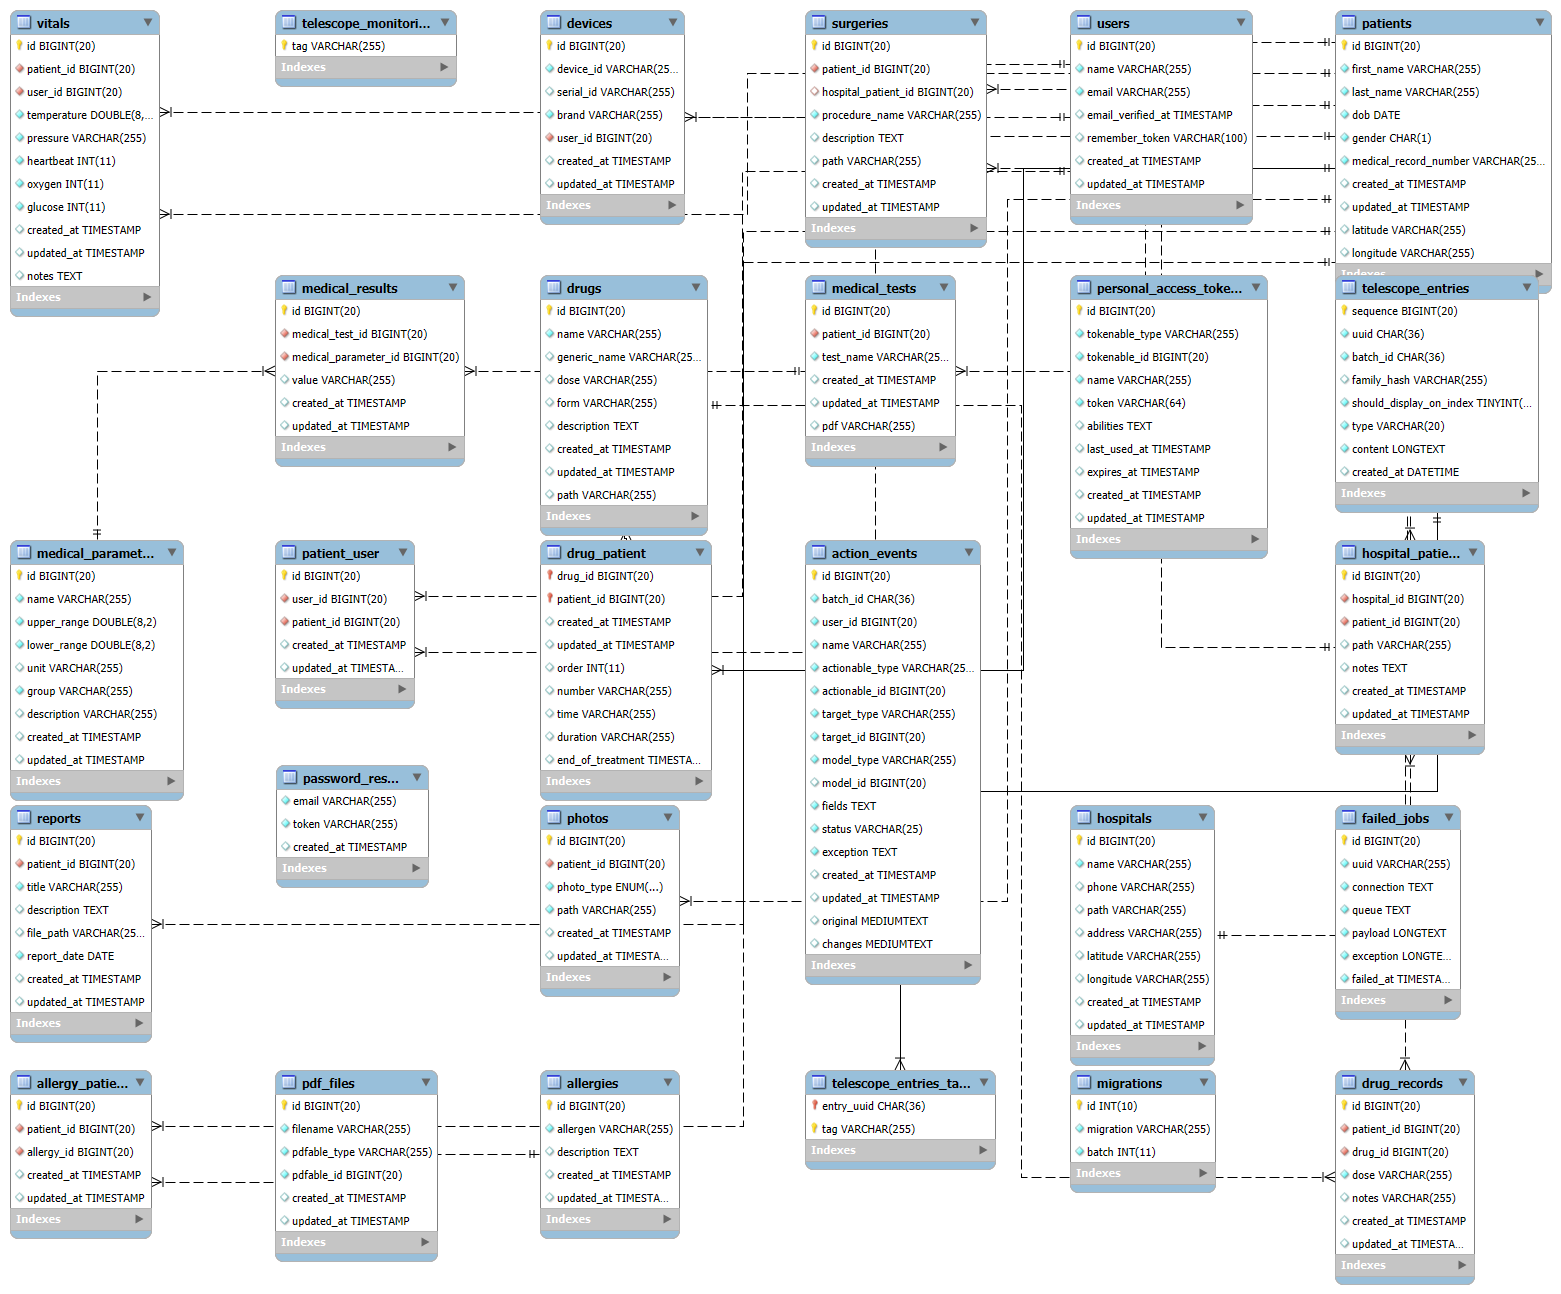 vitals
id BIGINT(20)
patient_id BIGINT(20)
user_id BIGINT(20)
temperature DOUBLE(8,...
pressure VARCHAR(255)
heartbeat INT(11)
oxygen INT(11)
glucose INT(11)
created_at TIMESTAMP
updated_at TIMESTAMP
notes TEXT
Indexes
telescope_monitori...
tag VARCHAR(255)
Indexes
devices
id BIGINT(20)
device_id VARCHAR(25...
serial_id VARCHAR(255)
brand VARCHAR(255)
user_id BIGINT(20)
created_at TIMESTAMP
updated_at TIMESTAMP
Indexes
surgeries
id BIGINT(20)
patient_id BIGINT(20)
hospital_patient_id BIGINT(20)
procedure_name VARCHAR(255)
description TEXT
path VARCHAR(255)
created_at TIMESTAMP
updated_at TIMESTAMP
Indexes
users
id BIGINT(20)
name VARCHAR(255)
email VARCHAR(255)
email_verified_at TIMESTAMP
remember_token VARCHAR(100)
created_at TIMESTAMP
updated_at TIMESTAMP
Indexes
patients
id BIGINT(20)
first_name VARCHAR(255)
last_name VARCHAR(255)
dob DATE
gender CHAR(1)
medical_record_number VARCHAR(25...
created_at TIMESTAMP
updated_at TIMESTAMP
latitude VARCHAR(255)
longitude VARCHAR(255)
Indexes
medical_results
id BIGINT(20)
medical_test_id BIGINT(20)
medical_parameter_id BIGINT(20)
value VARCHAR(255)
created_at TIMESTAMP
updated_at TIMESTAMP
Indexes
drugs
id BIGINT(20)
name VARCHAR(255)
generic_name VARCHAR(25...
dose VARCHAR(255)
form VARCHAR(255)
description TEXT
created_at TIMESTAMP
updated_at TIMESTAMP
path VARCHAR(255)
Indexes
medical_tests
id BIGINT(20)
patient_id BIGINT(20)
test_name VARCHAR(25...
created_at TIMESTAMP
updated_at TIMESTAMP
pdf VARCHAR(255)
Indexes
personal_access_toke...
id BIGINT(20)
tokenable_type VARCHAR(255)
tokenable_id BIGINT(20)
name VARCHAR(255)
token VARCHAR(64)
abilities TEXT
last_used_at TIMESTAMP
expires_at TIMESTAMP
created_at TIMESTAMP
updated_at TIMESTAMP
Indexes
telescope_entries
sequence BIGINT(20)
uuid CHAR(36)
batch_id CHAR(36)
family_hash VARCHAR(255)
should_display_on_index TINYINT(...
type VARCHAR(20)
content LONGTEXT
created_at DATETIME
Indexes
medical_paramet...
id BIGINT(20)
name VARCHAR(255)
upper_range DOUBLE(8,2)
lower_range DOUBLE(8,2)
unit VARCHAR(255)
group VARCHAR(255)
description VARCHAR(255)
created_at TIMESTAMP
updated_at TIMESTAMP
Indexes
patient_user
id BIGINT(20)
user_id BIGINT(20)
patient_id BIGINT(20)
created_at TIMESTAMP
updated_at TIMESTA...
Indexes
drug_patient
drug_id BIGINT(20)
patient_id BIGINT(20)
created_at TIMESTAMP
updated_at TIMESTAMP
order INT(11)
number VARCHAR(255)
time VARCHAR(255)
duration VARCHAR(255)
end_of_treatment TIMESTA...
Indexes
action_events
id BIGINT(20)
batch_id CHAR(36)
user_id BIGINT(20)
name VARCHAR(255)
actionable_type VARCHAR(25...
actionable_id BIGINT(20)
target_type VARCHAR(255)
target_id BIGINT(20)
model_type VARCHAR(255)
model_id BIGINT(20)
fields TEXT
status VARCHAR(25)
exception TEXT
created_at TIMESTAMP
updated_at TIMESTAMP
original MEDIUMTEXT
changes MEDIUMTEXT
Indexes
hospital_patie...
id BIGINT(20)
hospital_id BIGINT(20)
patient_id BIGINT(20)
path VARCHAR(255)
notes TEXT
created_at TIMESTAMP
updated_at TIMESTAMP
Indexes
password_res...
email VARCHAR(255)
token VARCHAR(255)
created_at TIMESTAMP
Indexes
reports
id BIGINT(20)
patient_id BIGINT(20)
title VARCHAR(255)
description TEXT
file_path VARCHAR(25...
report_date DATE
created_at TIMESTAMP
updated_at TIMESTAMP
Indexes
photos
id BIGINT(20)
patient_id BIGINT(20)
photo_type ENUM(...)
path VARCHAR(255)
created_at TIMESTAMP
updated_at TIMESTA...
Indexes
hospitals
id BIGINT(20)
name VARCHAR(255)
phone VARCHAR(255)
path VARCHAR(255)
address VARCHAR(255)
latitude VARCHAR(255)
longitude VARCHAR(255)
created_at TIMESTAMP
updated_at TIMESTAMP
Indexes
failed_jobs
id BIGINT(20)
uuid VARCHAR(255)
connection TEXT
queue TEXT
payload LONGTEXT
exception LONGTE...
failed_at TIMESTA...
Indexes
allergy_patie...
id BIGINT(20)
patient_id BIGINT(20)
allergy_id BIGINT(20)
created_at TIMESTAMP
updated_at TIMESTAMP
Indexes
pdf_files
id BIGINT(20)
filename VARCHAR(255)
pdfable_type VARCHAR(255)
pdfable_id BIGINT(20)
created_at TIMESTAMP
updated_at TIMESTAMP
Indexes
allergies
id BIGINT(20)
allergen VARCHAR(255)
description TEXT
created_at TIMESTAMP
updated_at TIMESTA...
Indexes
telescope_entries_ta...
entry_uuid CHAR(36)
tag VARCHAR(255)
Indexes
migrations
id INT(10)
migration VARCHAR(255)
batch INT(11)
Indexes
drug_records
id BIGINT(20)
patient_id BIGINT(20)
drug_id BIGINT(20)
dose VARCHAR(255)
notes VARCHAR(255)
created_at TIMESTAMP
updated_at TIMESTA...
Indexes